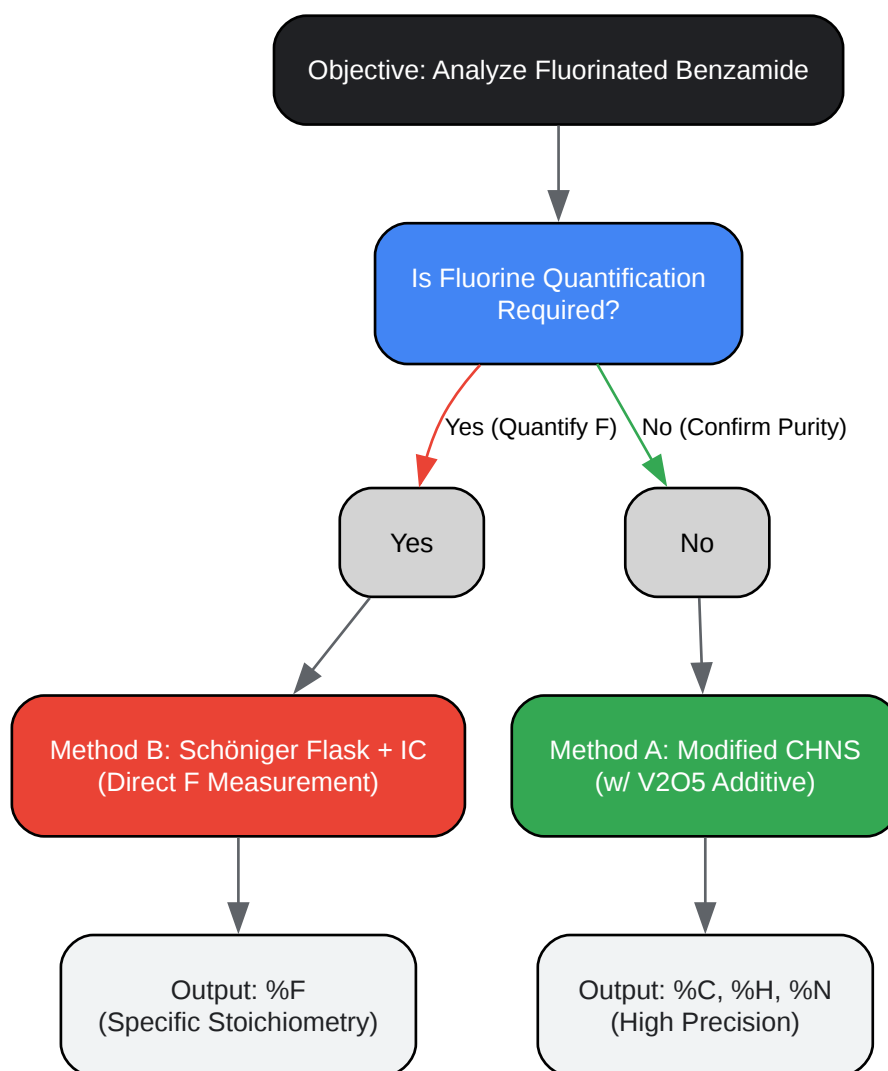 Objective: Analyze Fluorinated Benzamide
Is Fluorine Quantification
Required?
Yes (Quantify F)
No (Confirm Purity)
Yes
No
Method B: Schöniger Flask + IC
(Direct F Measurement)
Method A: Modified CHNS
(w/ V2O5 Additive)
Output: %F
(Specific Stoichiometry)
Output: %C, %H, %N
(High Precision)